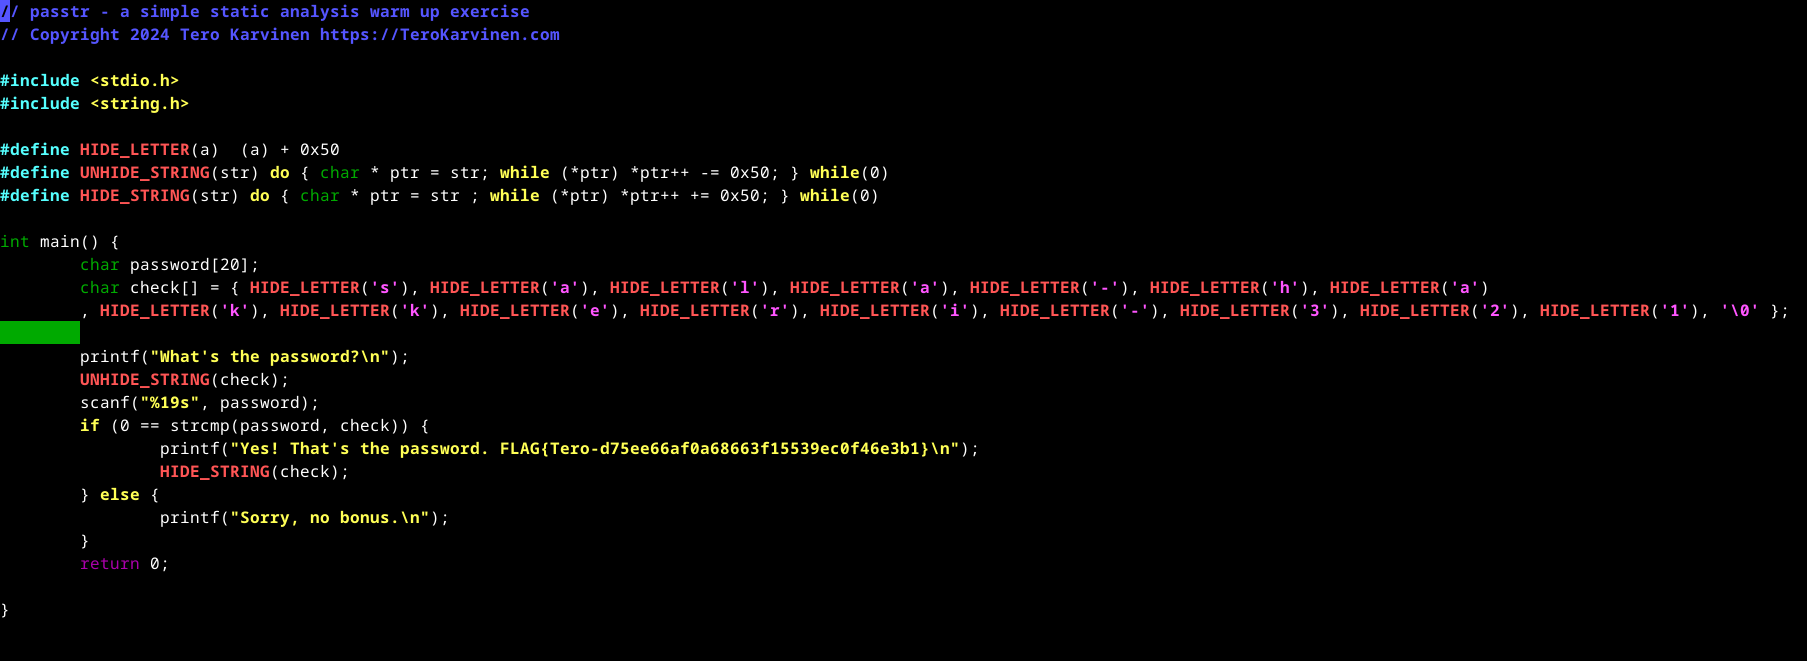 // passtr - a simple static analysis warm up exercise
// Copyright 2024 Tero Karvinen https://TeroKarvinen.com
#include <stdio.h>
#include <string.h>
#define HIDE_LETTER(a)  (a) + 0x50
#define UNHIDE_STRING(str) do { char * ptr = str; while (*ptr) *ptr++ -= 0x50; } while(0)
#define HIDE_STRING(str) do { char * ptr = str ; while (*ptr) *ptr++ += 0x50; } while(0)
int main() {
        char password[20];
        char check[] = { HIDE_LETTER('s'), HIDE_LETTER('a'), HIDE_LETTER('l'), HIDE_LETTER('a'), HIDE_LETTER('-'), HIDE_LETTER('h'), HIDE_LETTER('a')
        , HIDE_LETTER('k'), HIDE_LETTER('k'), HIDE_LETTER('e'), HIDE_LETTER('r'), HIDE_LETTER('i'), HIDE_LETTER('-'), HIDE_LETTER('3'), HIDE_LETTER('2'), HIDE_LETTER('1'), '\0' };
        printf("What's the password?\n");
        UNHIDE_STRING(check);
        scanf("%19s", password);
        if (0 == strcmp(password, check)) {
                printf("Yes! That's the password. FLAG{Tero-d75ee66af0a68663f15539ec0f46e3b1}\n");
                HIDE_STRING(check);
        } else {
                printf("Sorry, no bonus.\n");
        }
        return 0;
}